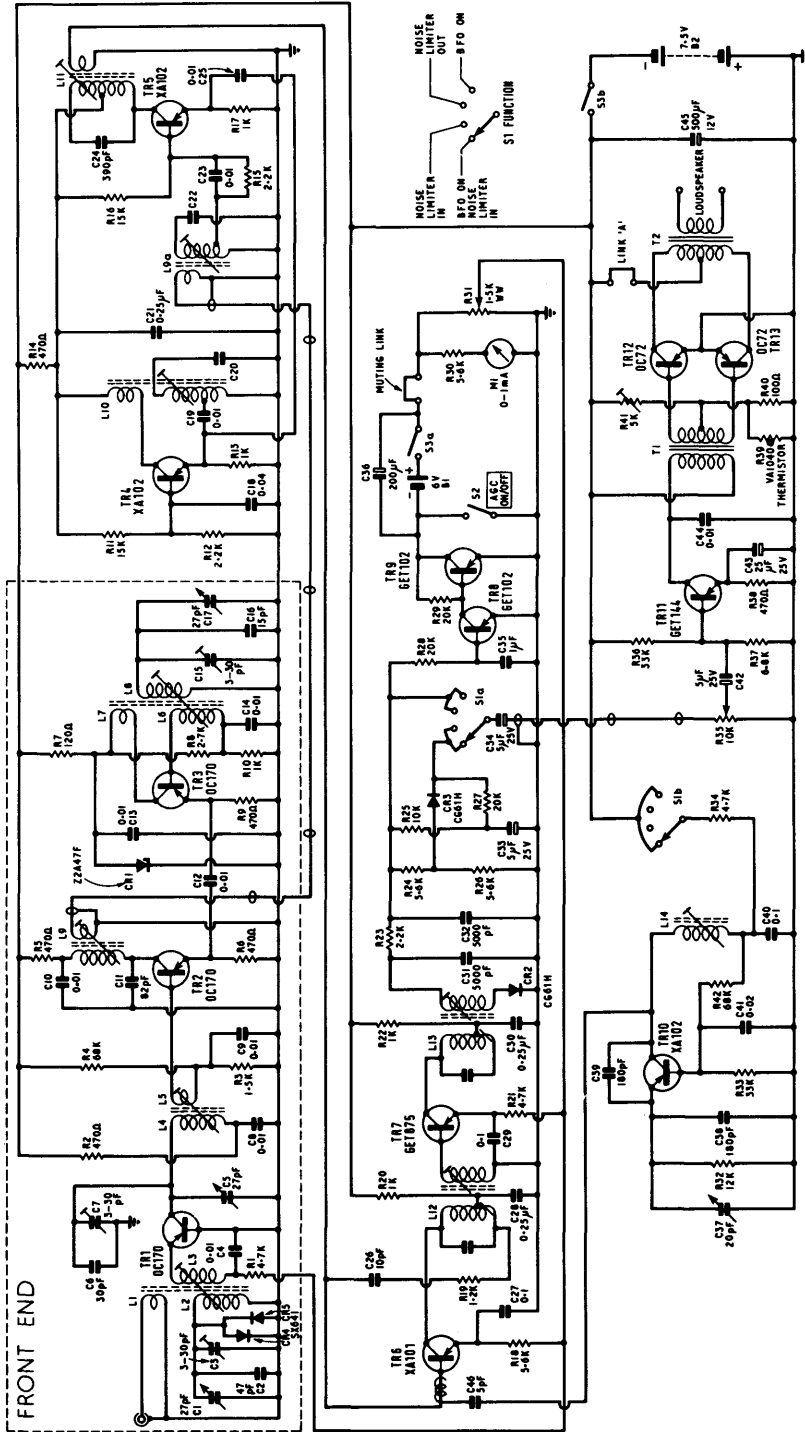 FRONT END
L1
L2
L3
27pF
C1
47
pF
C2
3-30pF
C3
CR4
CR5
SX641
C6
30pF
C7
3-30
pF
TR1
OC170
C4
0·01
R1
4·7K
C5
27pF
R2
470Ω
L4
L5
C8
0·01
R4
68K
R3
1·5K
C9
0·01
R5
470Ω
C10
0·01
C11
82pF
L9
TR2
OC170
R6
470Ω
C12
0·01
Z2A47F
CR1
C13
0·01
R7
120Ω
TR3
OC170
R9
470Ω
L7
L6
R8
2·7K
R10
1K
C14
0·01
L8
C15
3-30
pF
C16
15pF
27pF
C17
R11
15K
TR4
XA102
R12
2·2K
C18
0·04
R13
1K
L10
C19
0·01
C20
R14
470Ω
C21
0·25µF
L9a
C22
C23
0·01
R15
2·2K
R16
15K
TR5
XA102
C24
390pF
L11
R17
1K
0·01
C25
TR6
XA101
C46
5pF
R18
5·6K
C27
0·1
C26
10pF
R19
1·2K
L12
R20
1K
C28
0·25µF
TR7
GET875
C29
0·1
R21
4·7K
L13
R22
1K
C30
0·25µF
CR2
CG61H
C31
5000
pF
R23
2·2K
C32
5000
pF
R24
5·6K
R26
5·6K
R25
10K
CR3
CG61H
R27
20K
C33
5µF
25V
C34
5µF
25V
S1a
R28
20K
C35
1µF
TR8
GET102
R29
20K
TR9
GET102
S2
AGC
ON/OFF
6V
B1
C36
200µF
S3a
MUTING LINK
R30
5·6K
M1
0-1mA
R31
1·5K
WW
NOISE
LIMITER
OUT
BFO ON
NOISE
LIMITER
IN
BFO ON
NOISE
LIMITER
IN
S1 FUNCTION
C37
20pF
R32
12K
C38
180pF
C39
180pF
TR10
XA102
R33
33K
C41
0·02
R42
68K
L14
C40
0·1
R34
4·7K
S1b
R35
10K
5µF
25V
C42
R36
33K
R37
6·8K
TR11
GET144
R38
470Ω
C43
25
µF
25V
C44
0·01
T1
R39
VA1040
THERMISTOR
R41
5K
R40
100Ω
TR12
OC72
OC72
TR13
LINK 'A'
T2
LOUDSPEAKER
C45
500µF
12V
S3b
7·5V
B2